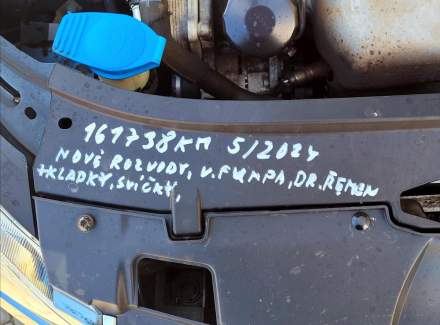 161738KM 5/2024
NOVÉ ROZVODY, V. PUMPA, DR. ŘEMEN
+KLADKY, SVÍČKY,